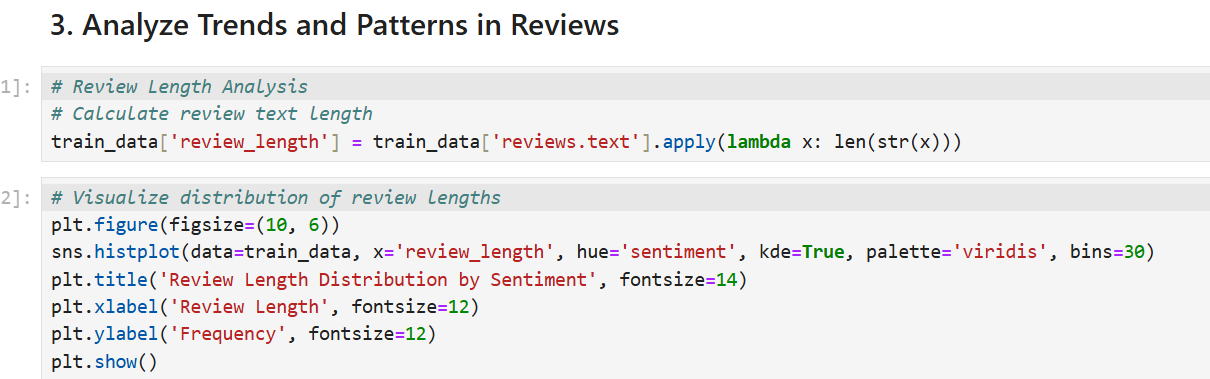 3. Analyze Trends and Patterns in Reviews
1]:
# Review Length Analysis
# Calculate review text length
train_data['review_length'] = train_data['reviews.text'].apply(lambda x: len(str(x)))
2]:
# Visualize distribution of review lengths
plt.figure(figsize=(10, 6))
sns.histplot(data=train_data, x='review_length', hue='sentiment', kde=True, palette='viridis', bins=30)
plt.title('Review Length Distribution by Sentiment', fontsize=14)
plt.xlabel('Review Length', fontsize=12)
plt.ylabel('Frequency', fontsize=12)
plt.show()